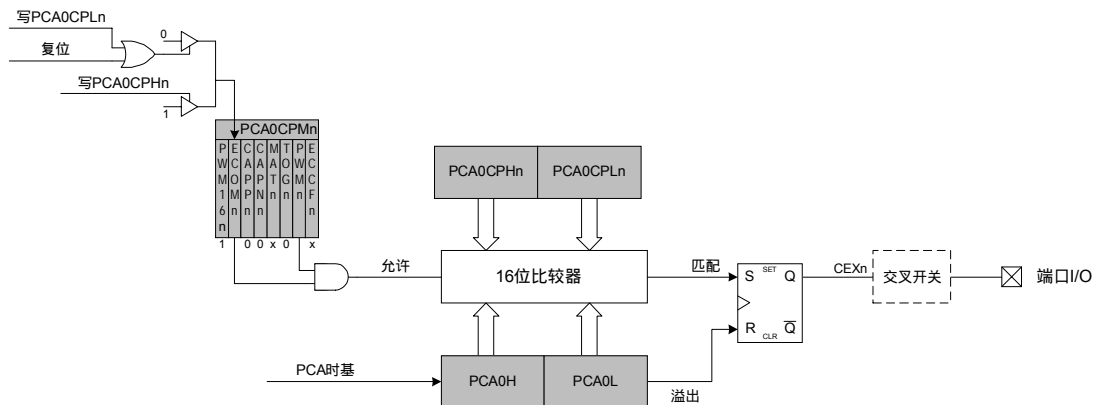 写PCA0CPLn
0
复位
写PCA0CPHn
1
PCA0CPMn
PWM16n
ECOMn
CAPPn
CAPNn
MATn
TOGn
PWMn
ECCFn
1 0 0 x 0 x
PCA0CPHn PCA0CPLn
允许
16位比较器
匹配
S SET Q
R CLR Q
CEXn
交叉开关
端口I/O
PCA时基
PCA0H PCA0L
溢出